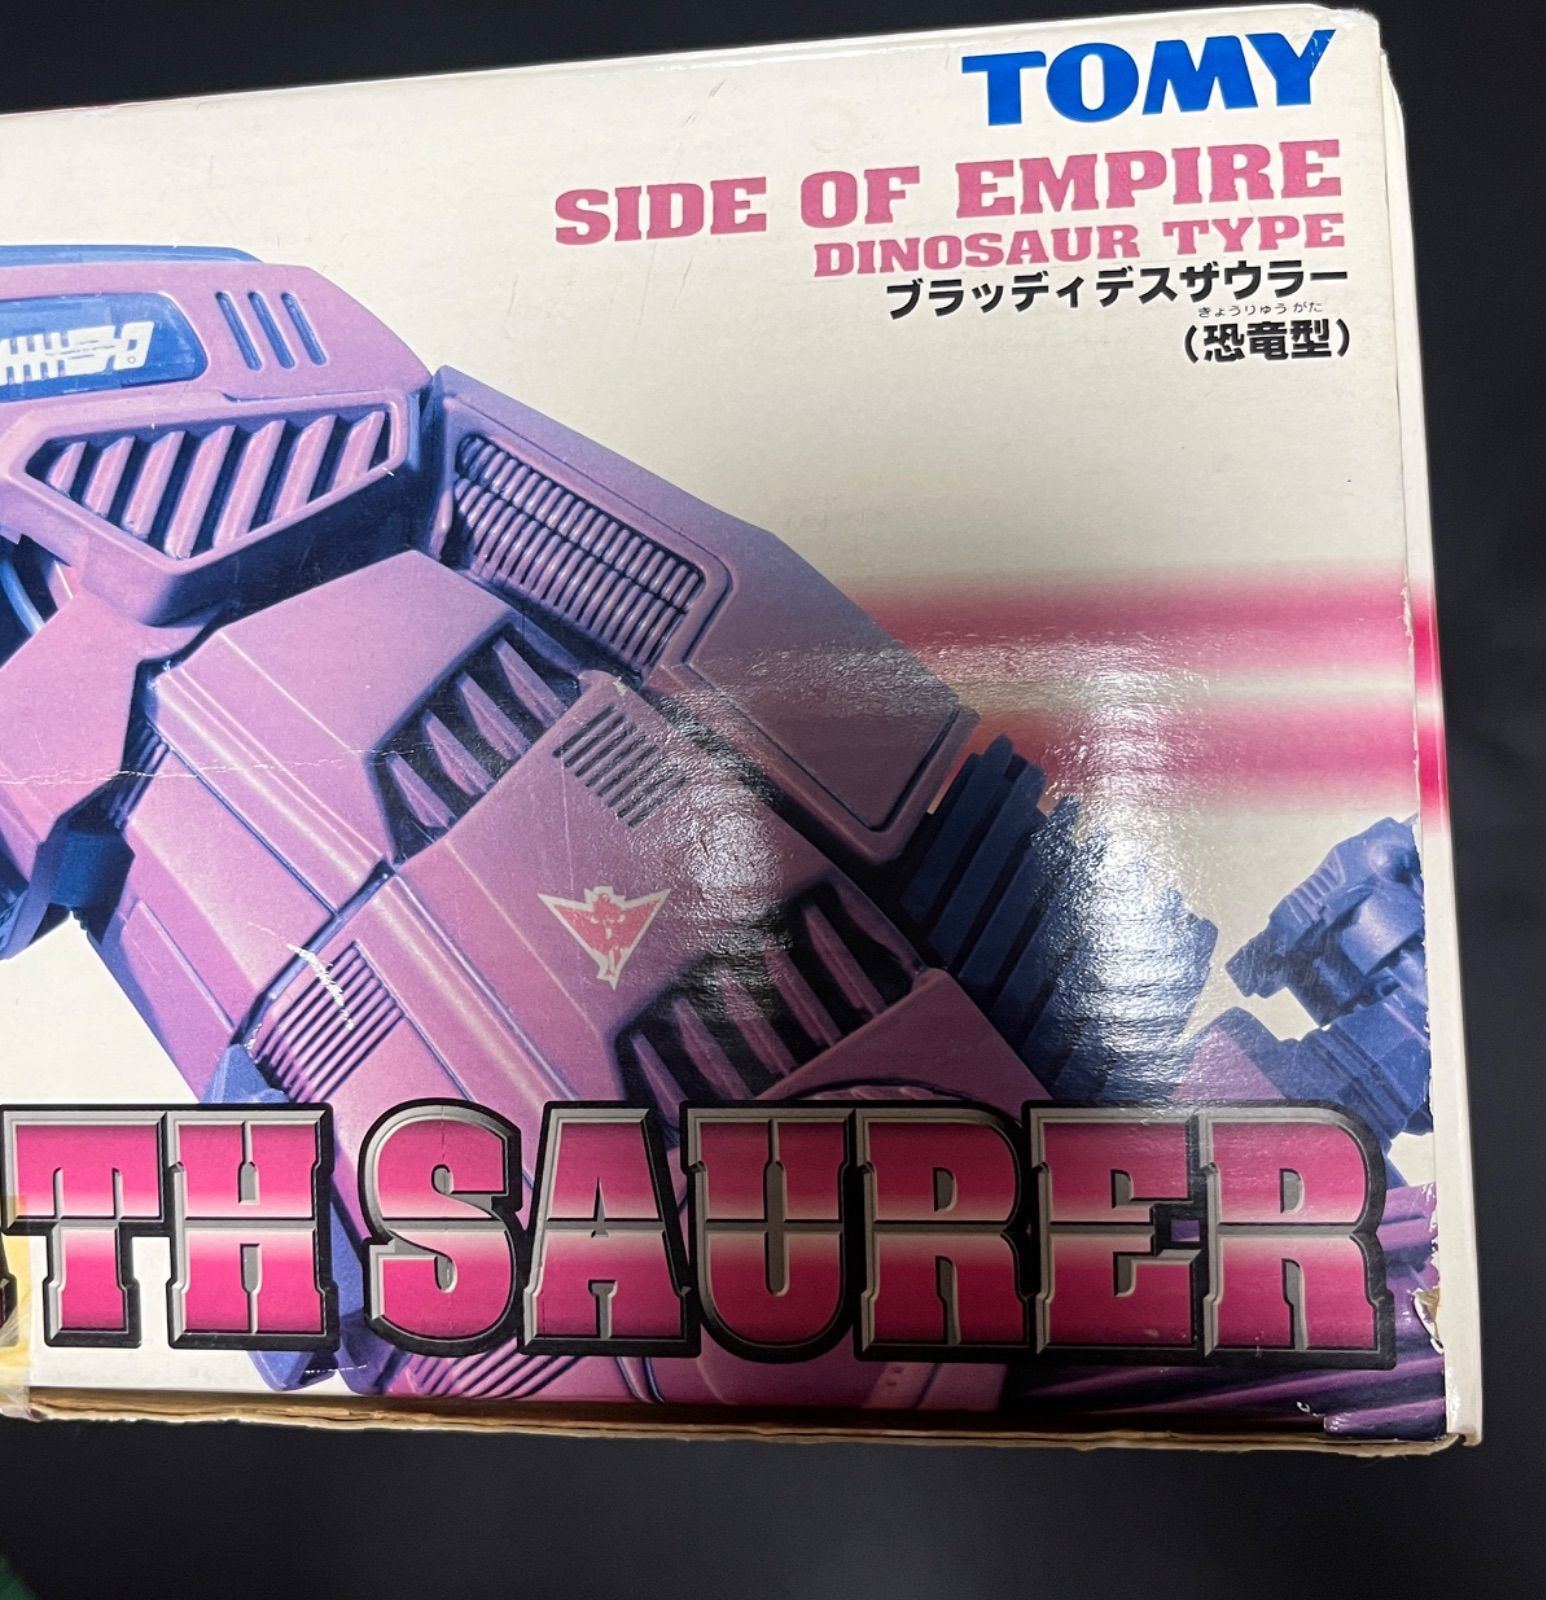 TOMY
SIDE OF EMPIRE
DINOSAUR TYPE
ブラッディデスザウラー
きょうりゅうがた
(恐竜型)
TH SAURER